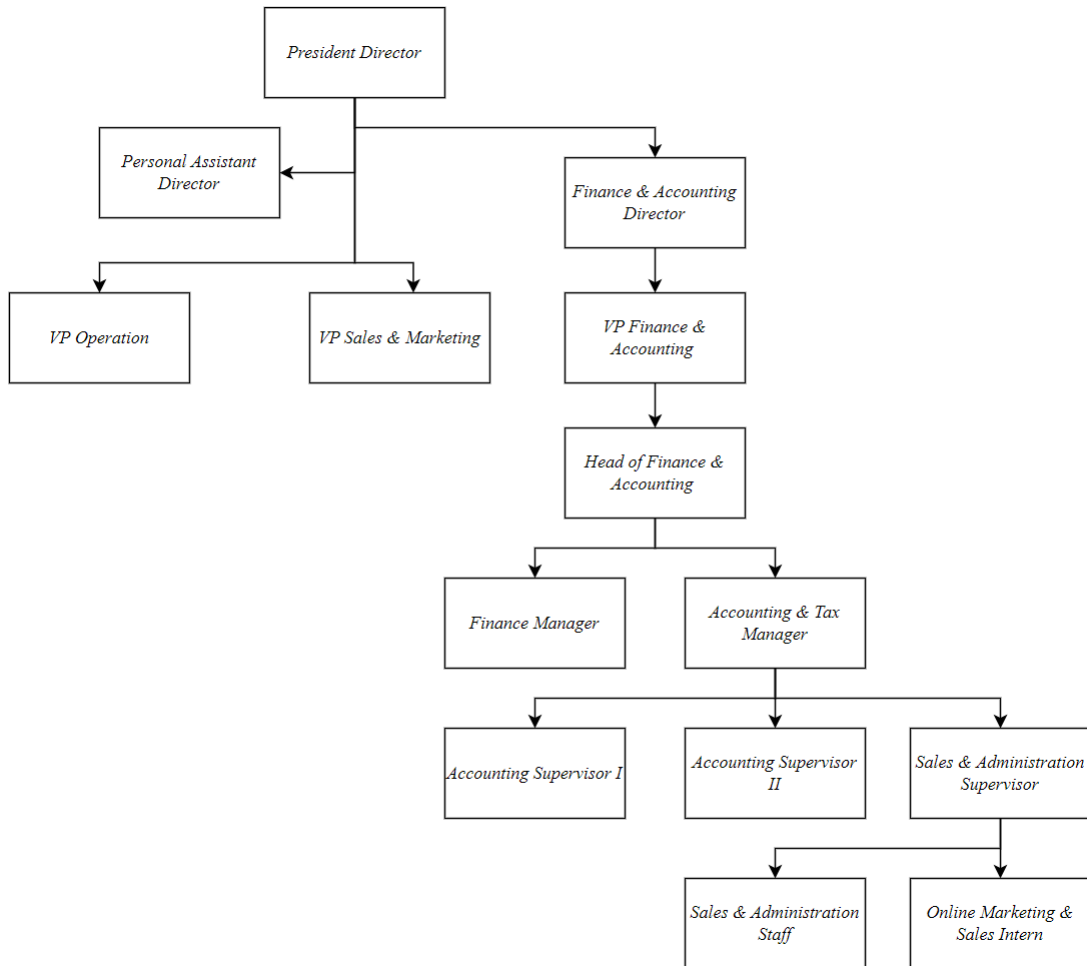 President Director
Personal Assistant
Director
Finance & Accounting
Director
VP Operation
VP Sales & Marketing
VP Finance &
Accounting
Head of Finance &
Accounting
Finance Manager
Accounting & Tax
Manager
Accounting Supervisor I
Accounting Supervisor
II
Sales & Administration
Supervisor
Sales & Administration
Staff
Online Marketing &
Sales Intern